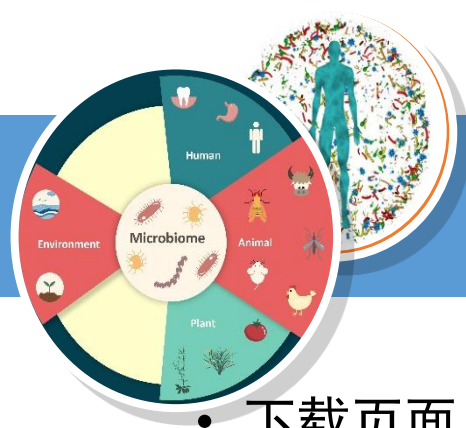 Human
Environment
Microbiome
Animal
Plant
• 下载页面